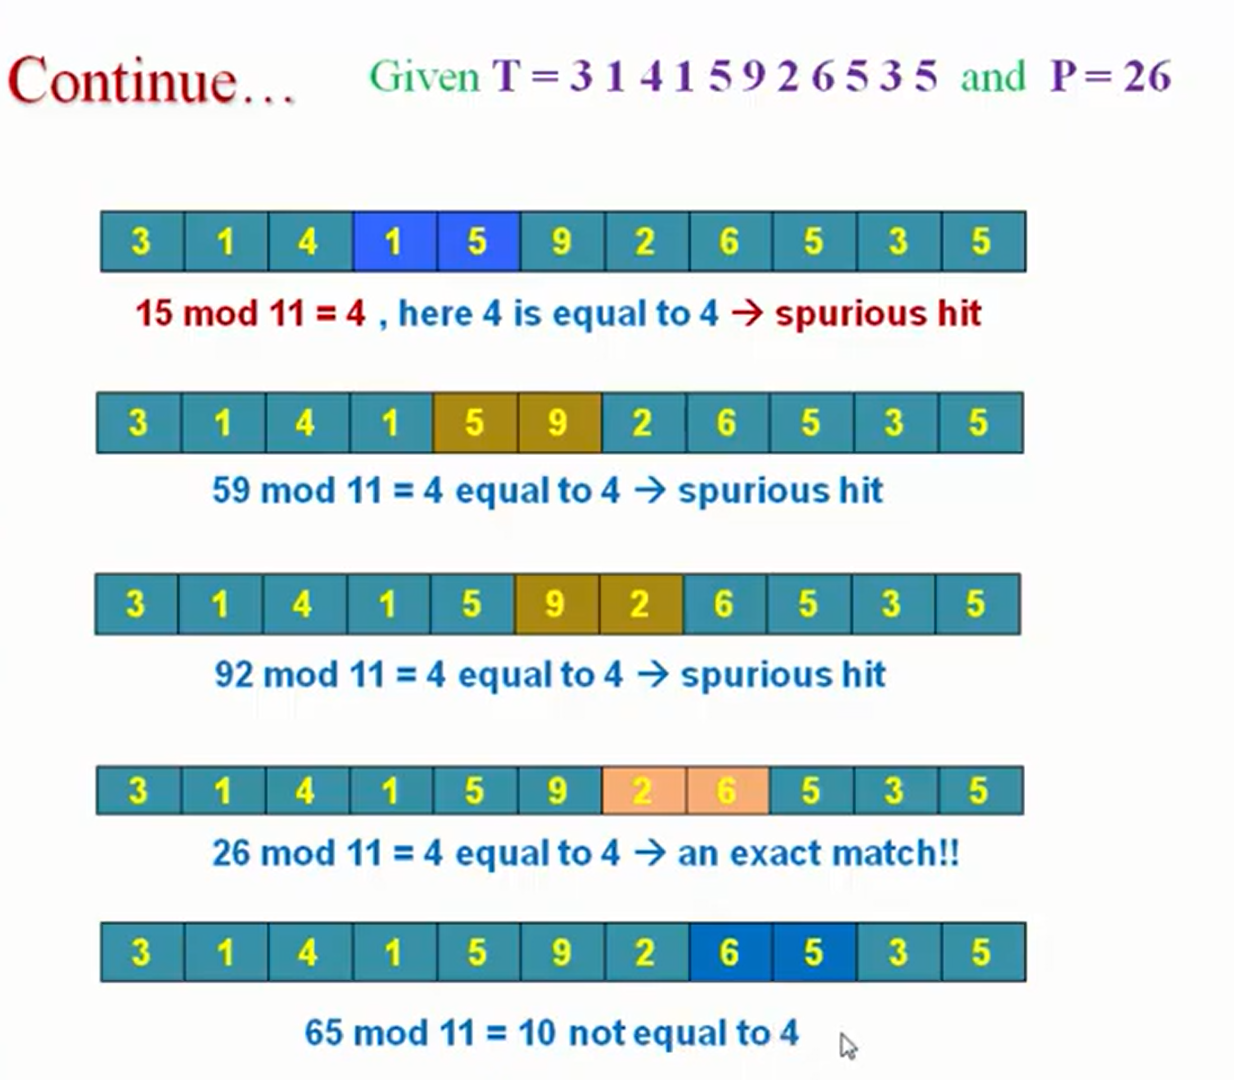 Continue... Given T = 3 1 4 1 5 9 2 6 5 3 5 and P = 26
3 1 4 1 5 9 2 6 5 3 5
15 mod 11 = 4 , here 4 is equal to 4 → spurious hit
3 1 4 1 5 9 2 6 5 3 5
59 mod 11 = 4 equal to 4 → spurious hit
3 1 4 1 5 9 2 6 5 3 5
92 mod 11 = 4 equal to 4 → spurious hit
3 1 4 1 5 9 2 6 5 3 5
26 mod 11 = 4 equal to 4 → an exact match!!
3 1 4 1 5 9 2 6 5 3 5
65 mod 11 = 10 not equal to 4